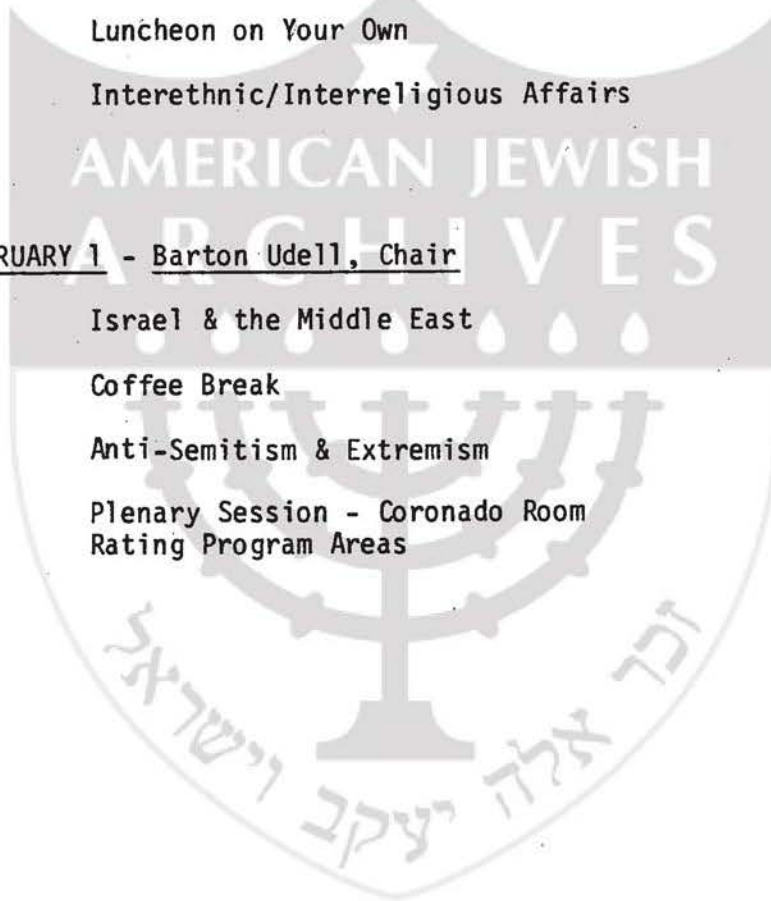 Luncheon on Your Own
Interethnic/Interreligious Affairs
AMERICAN JEWISH
ARCHIVES
RUARY 1 - Barton Udell, Chair
Israel & the Middle East
Coffee Break
Anti-Semitism & Extremism
Plenary Session - Coronado Room
Rating Program Areas
זכר אלה יעקב וישראל